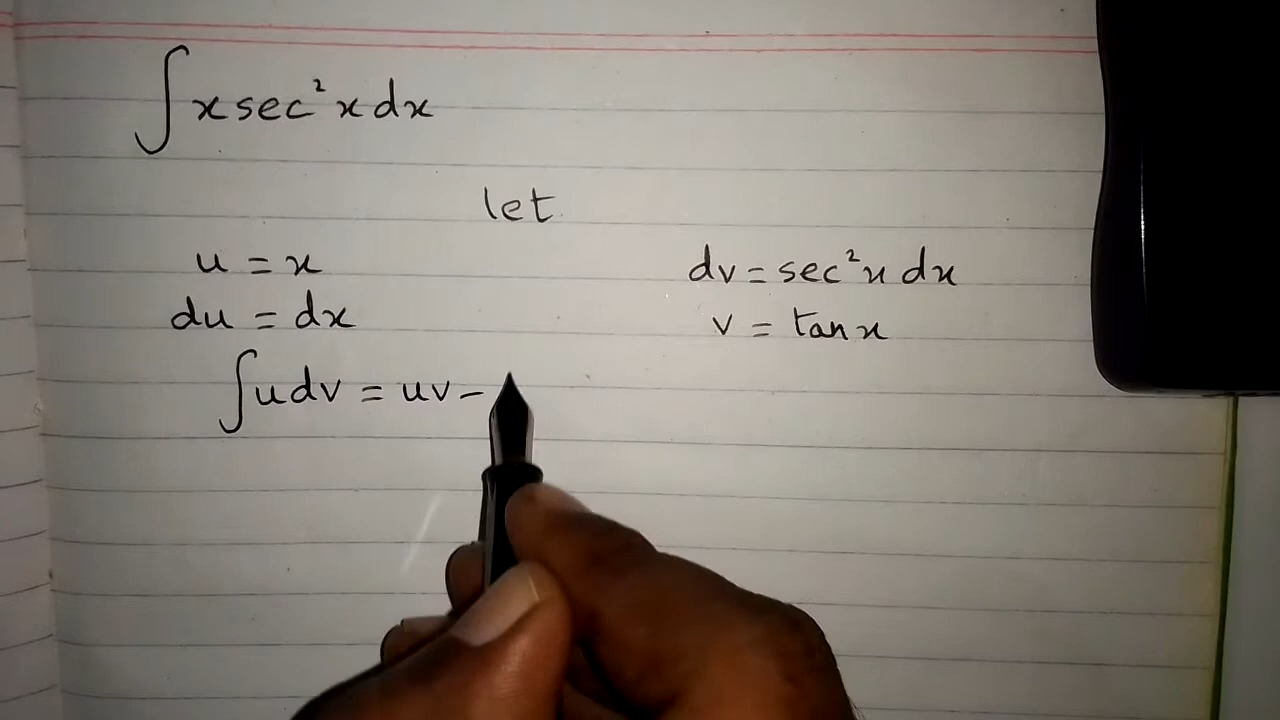 ∫x sec²x dx
let
u = x dv = sec²x dx
du = dx v = tan x
∫u dv = uv –